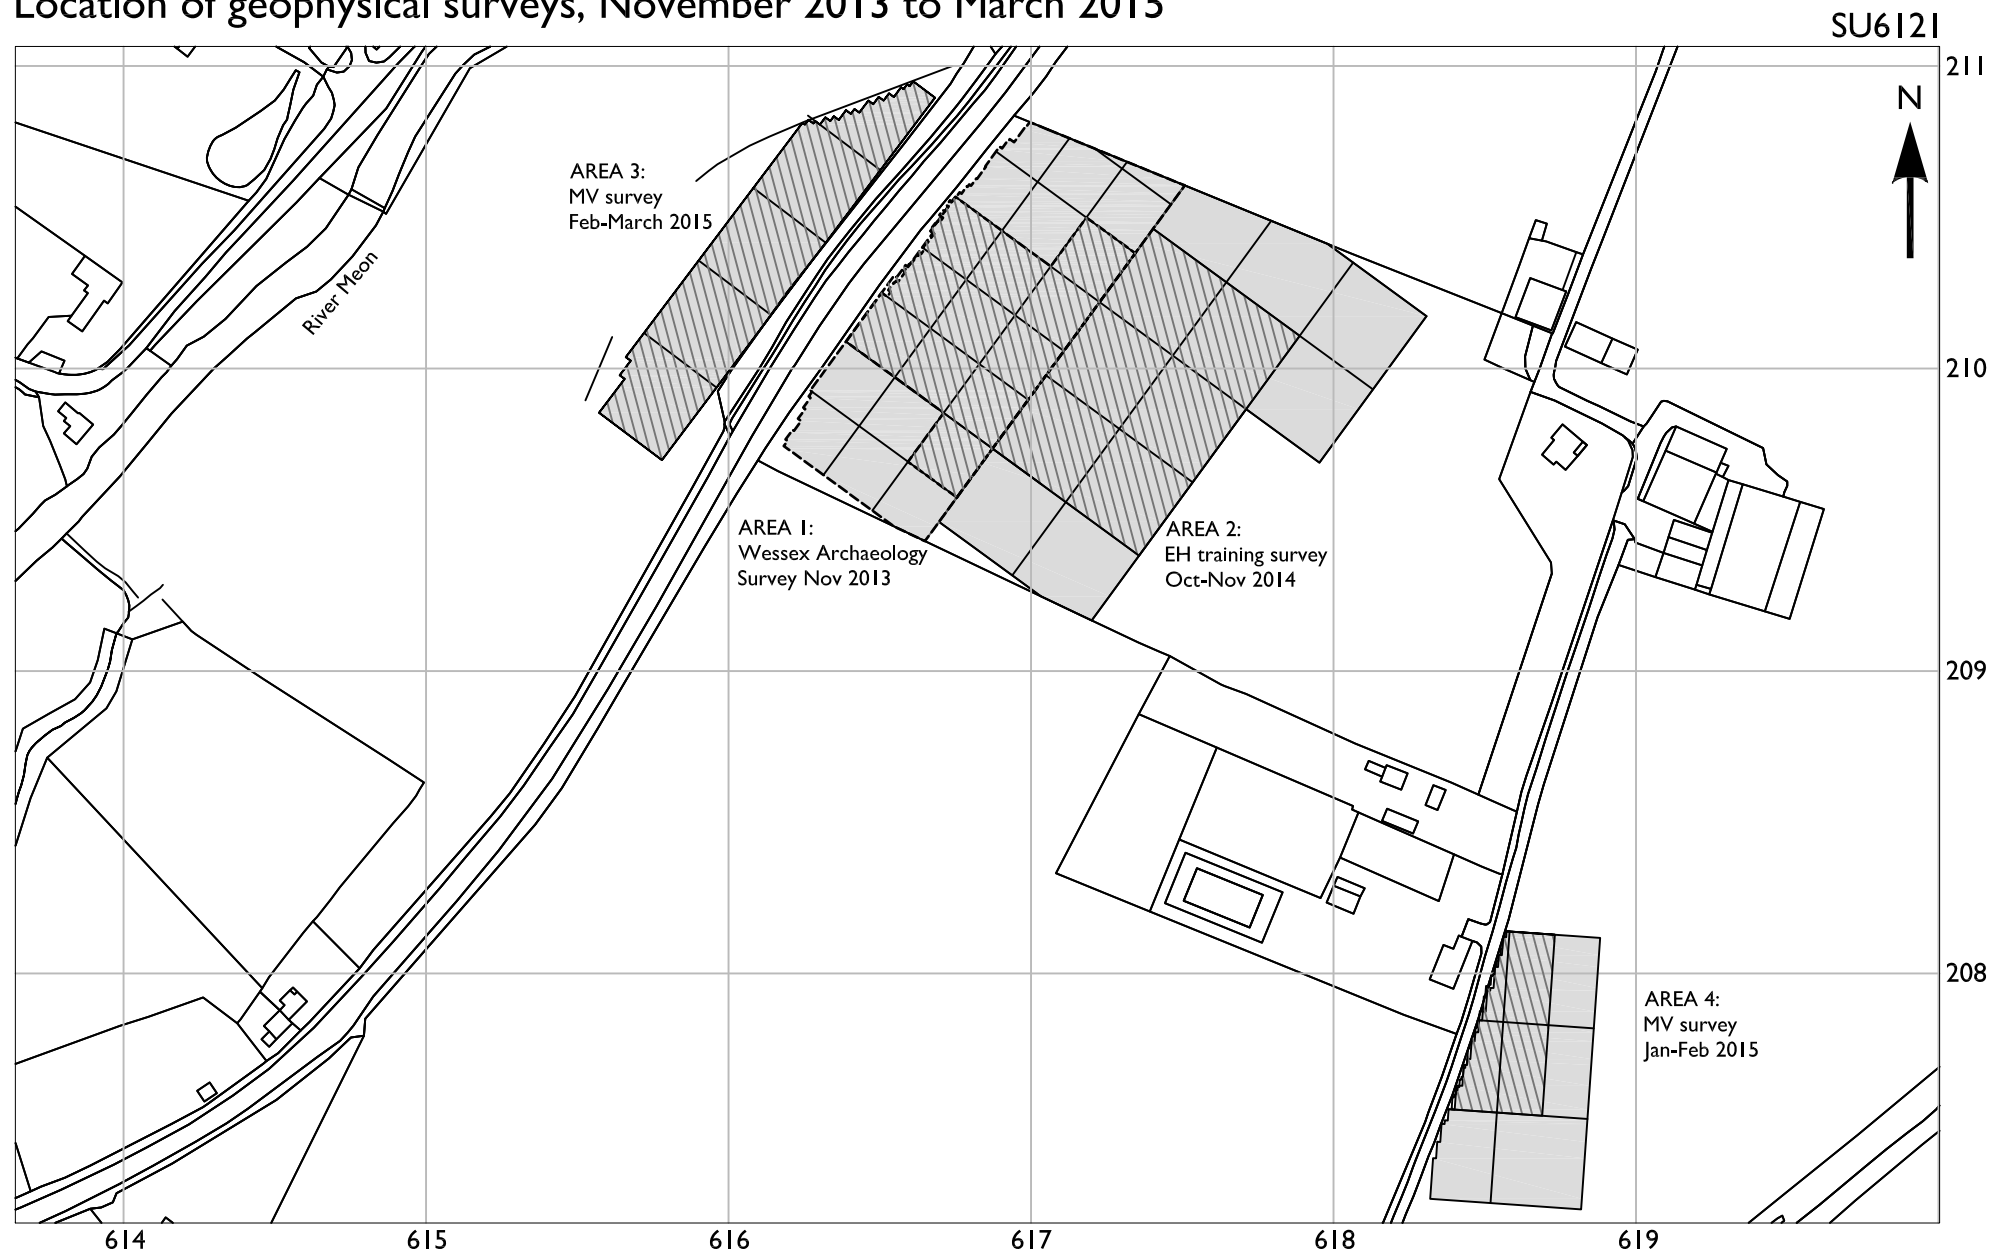 Location of geophysical surveys, November 2013 to March 2015
SU6121
211
N
AREA 3:
MV survey
Feb-March 2015
River Meon
210
AREA 1:
Wessex Archaeology
Survey Nov 2013
AREA 2:
EH training survey
Oct-Nov 2014
209
208
AREA 4:
MV survey
Jan-Feb 2015
614 615 616 617 618 619